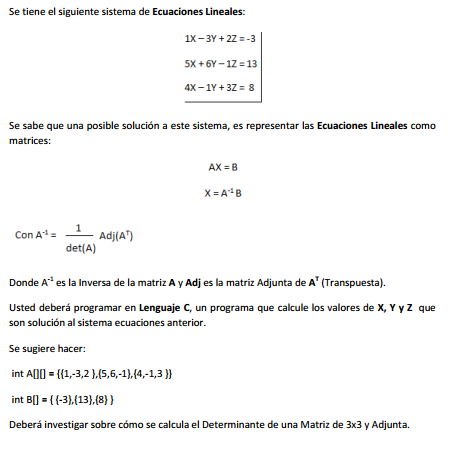 Se tiene el siguiente sistema de Ecuaciones Lineales:
1X – 3Y + 2Z = -3
5X + 6Y – 1Z = 13
4X – 1Y + 3Z = 8
Se sabe que una posible solución a este sistema, es representar las Ecuaciones Lineales como
matrices:
AX = B
X = A⁻¹ B
Con A⁻¹ = 1 Adj(Aᵀ)
det(A)
Donde A⁻¹ es la Inversa de la matriz A y Adj es la matriz Adjunta de Aᵀ (Transpuesta).
Usted deberá programar en Lenguaje C, un programa que calcule los valores de X, Y y Z que
son solución al sistema ecuaciones anterior.
Se sugiere hacer:
int A[][] = {{1,-3,2 },{5,6,-1},{4,-1,3 }}
int B[] = { {-3},{13},{8} }
Deberá investigar sobre cómo se calcula el Determinante de una Matriz de 3x3 y Adjunta.